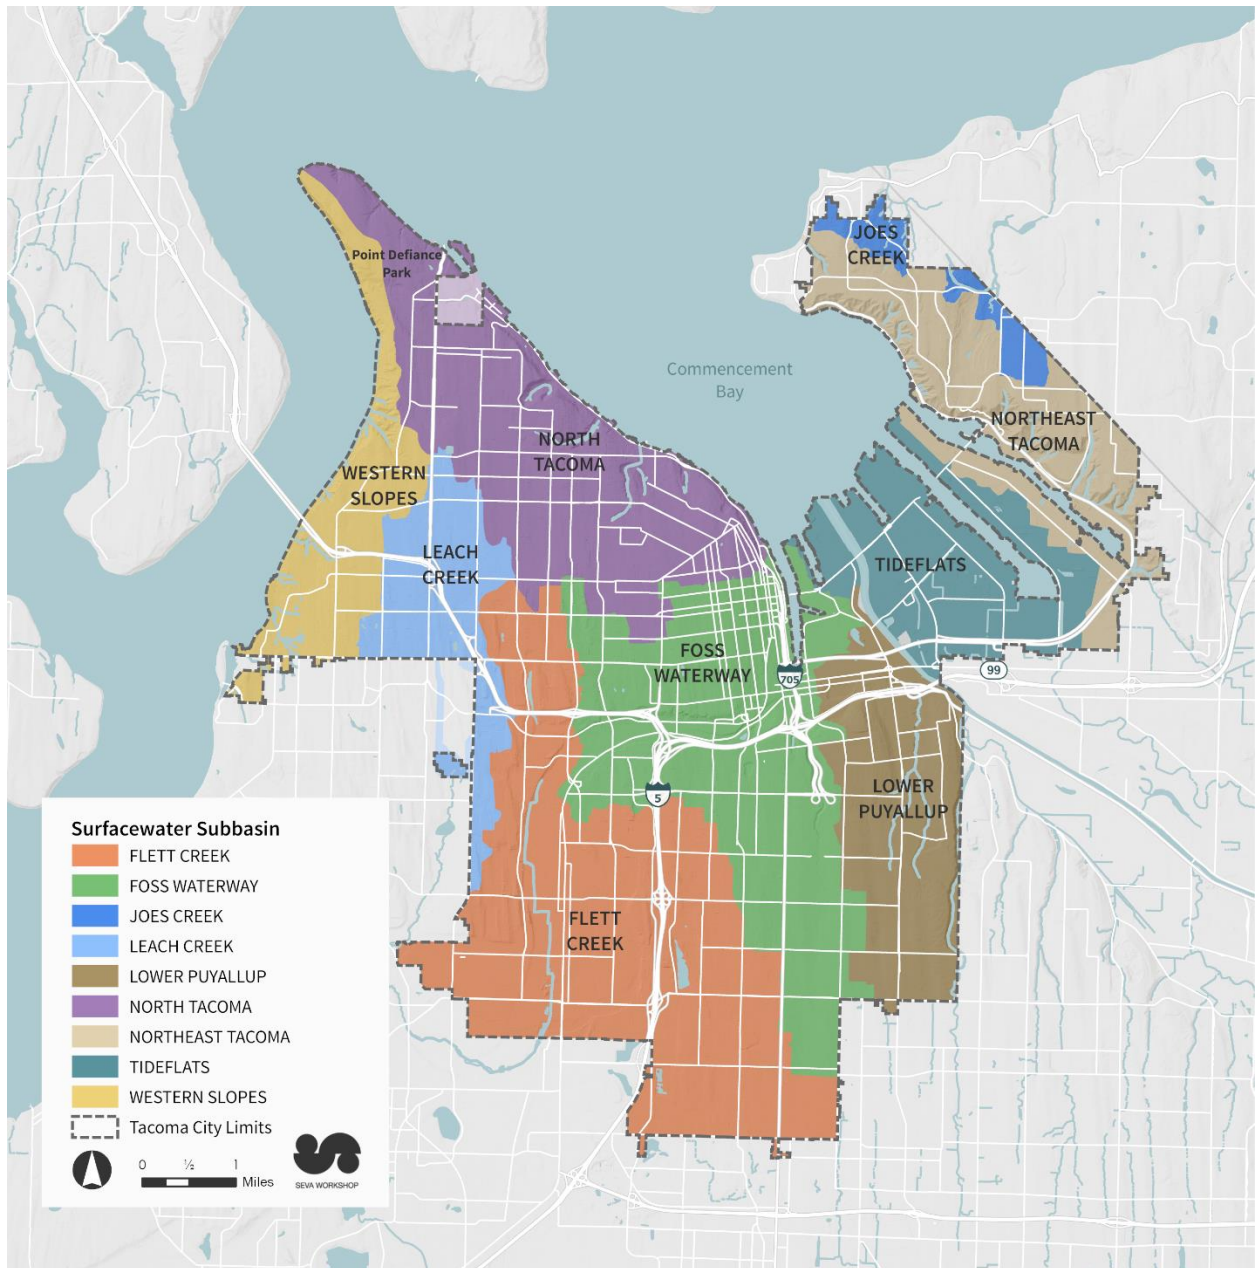 JOES
CREEK
Point Defiance
Park
Commencement
Bay
NORTHEAST
TACOMA
NORTH
TACOMA
WESTERN
SLOPES
LEACH
CREEK
TIDEFLATS
FOSS
WATERWAY
705
99
LOWER
PUYALLUP
5
FLETT
CREEK
Surfacewater Subbasin
FLETT CREEK
FOSS WATERWAY
JOES CREEK
LEACH CREEK
LOWER PUYALLUP
NORTH TACOMA
NORTHEAST TACOMA
TIDEFLATS
WESTERN SLOPES
Tacoma City Limits
0 ½ 1
Miles
SEVA WORKSHOP